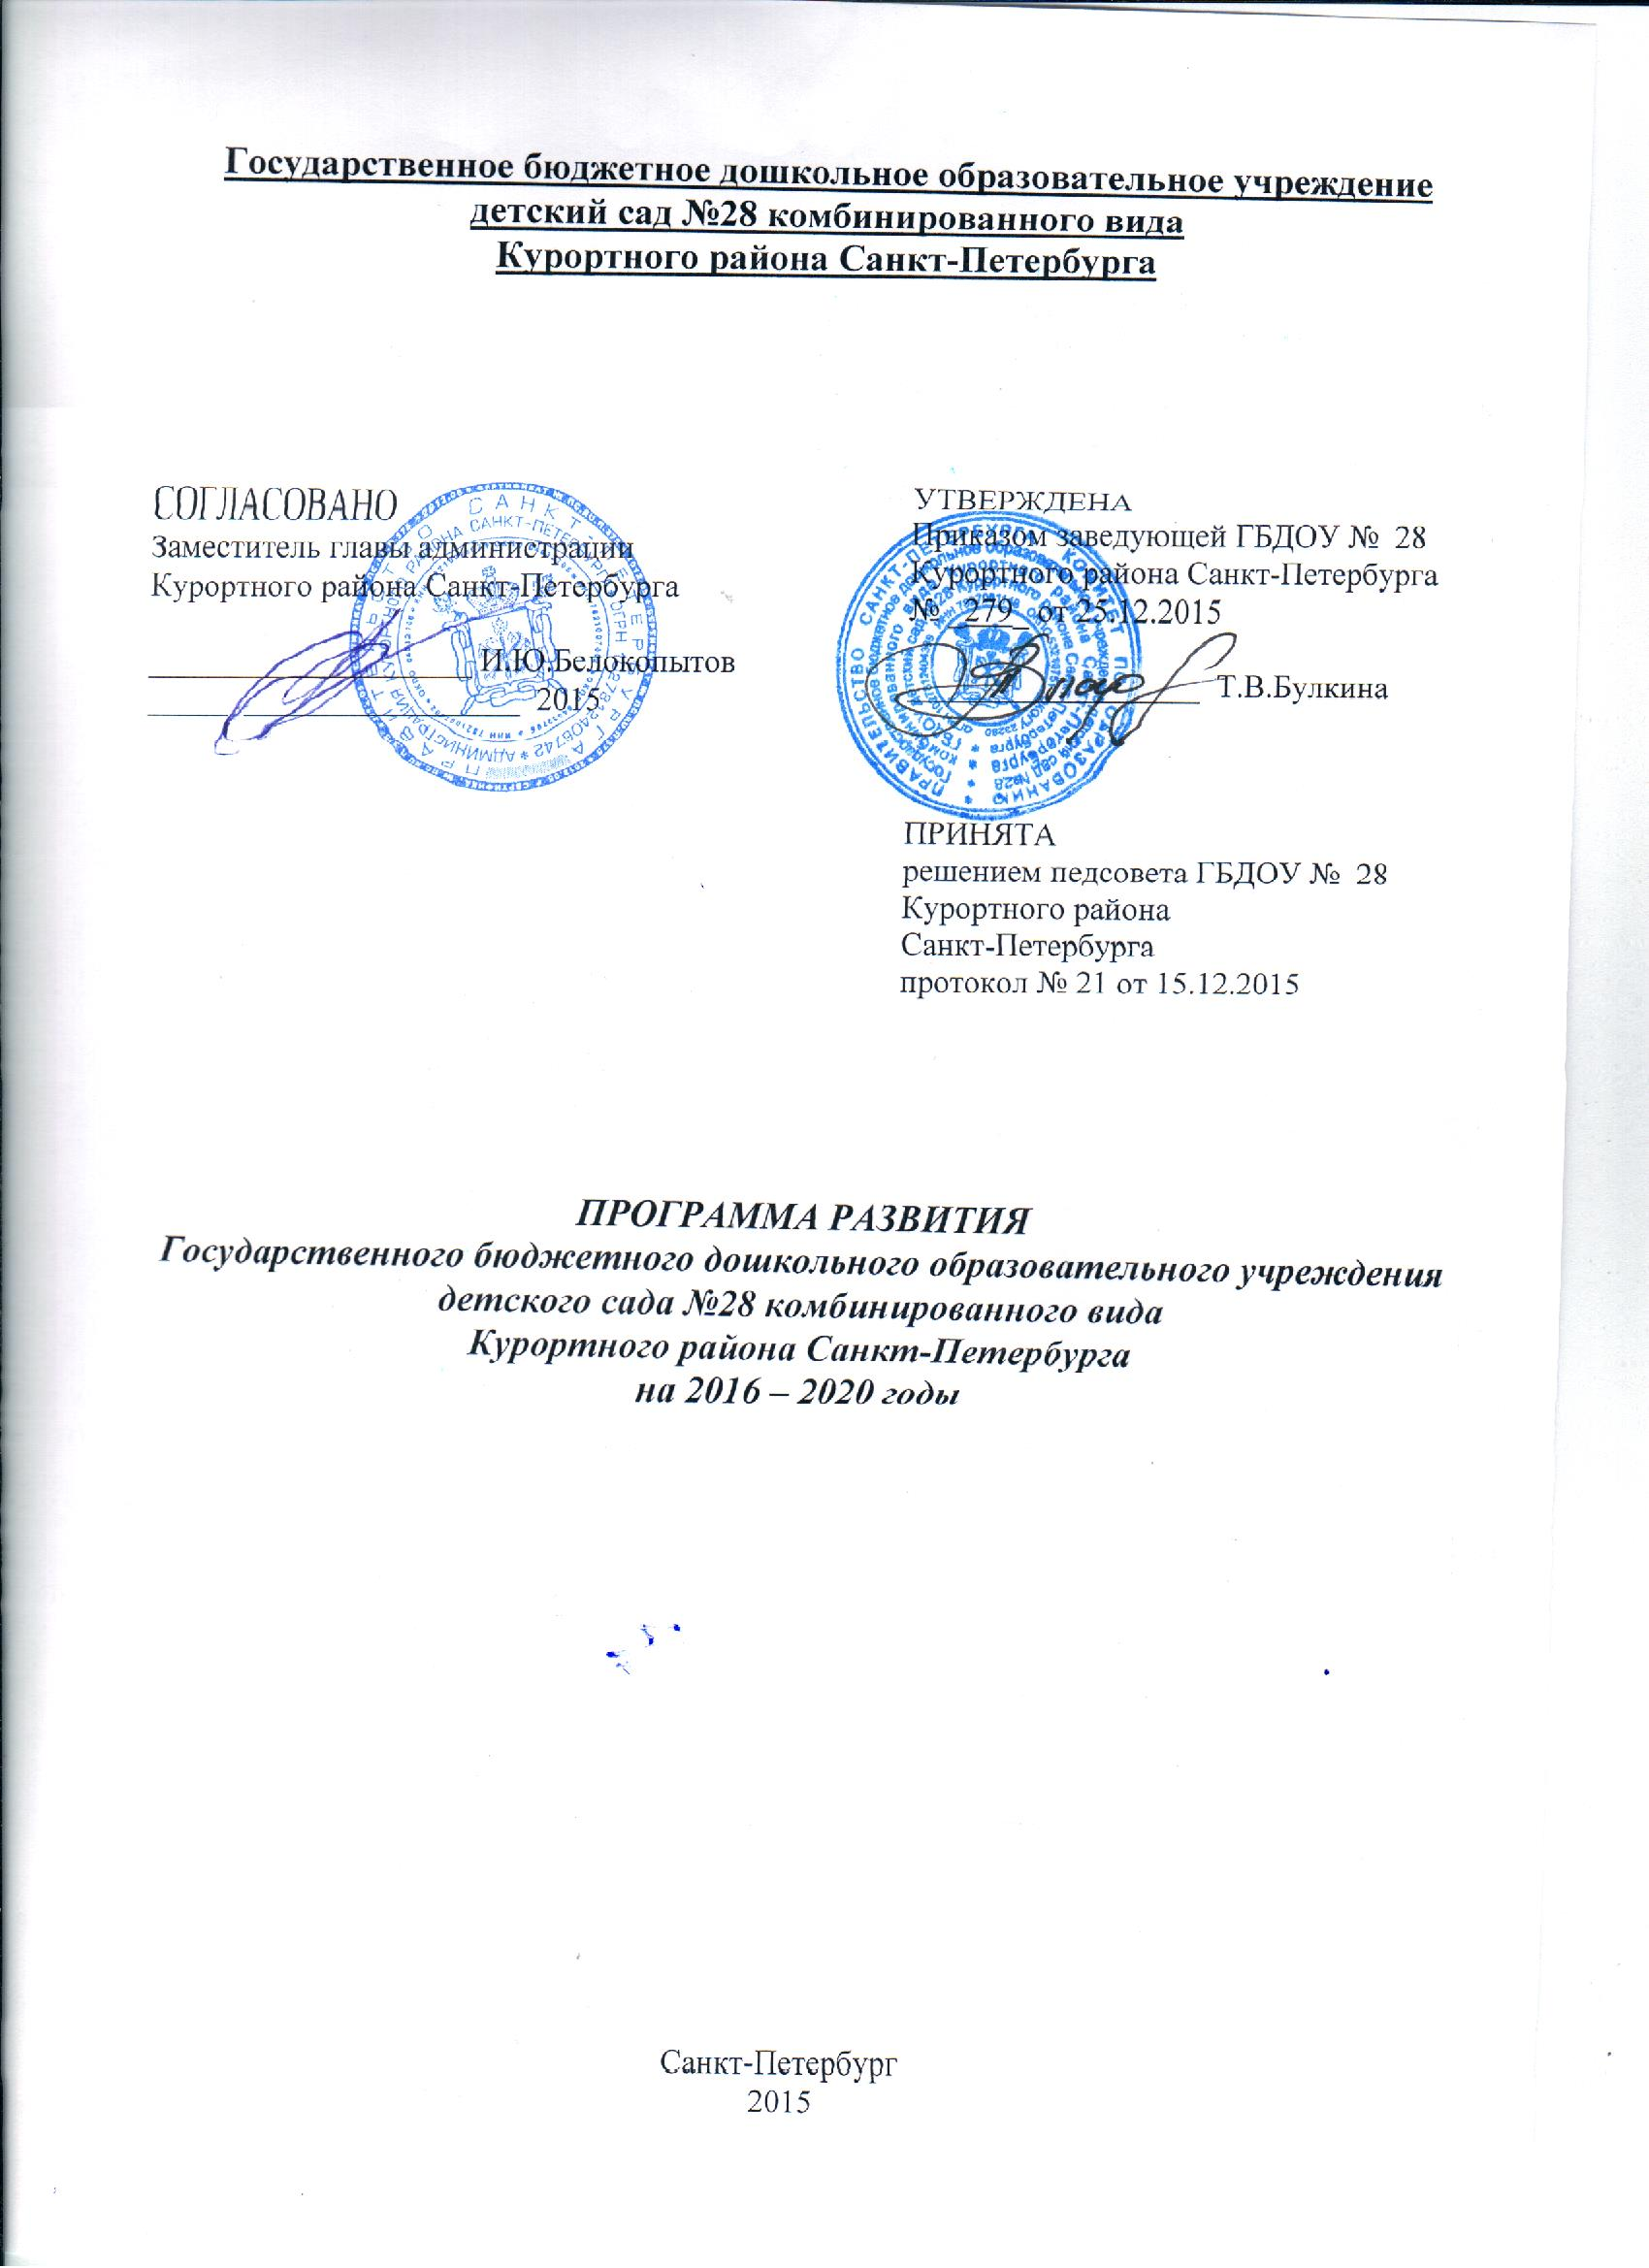 Государственное бюджетное дошкольное образовательное учреждение
детский сад №28 комбинированного вида
Курортного района Санкт-Петербурга
СОГЛАСОВАНО
Заместитель главы администрации
Курортного района Санкт-Петербурга
И.Ю.Белокопытов
2015
УТВЕРЖДЕНА
Приказом заведующей ГБДОУ № 28
Курортного района Санкт-Петербурга
№ _279_ от 25.12.2015
Т.В.Булкина
ПРИНЯТА
решением педсовета ГБДОУ № 28
Курортного района
Санкт-Петербурга
протокол № 21 от 15.12.2015
ПРОГРАММА РАЗВИТИЯ
Государственного бюджетного дошкольного образовательного учреждения
детского сада №28 комбинированного вида
Курортного района Санкт-Петербурга
на 2016 – 2020 годы
Санкт-Петербург
2015